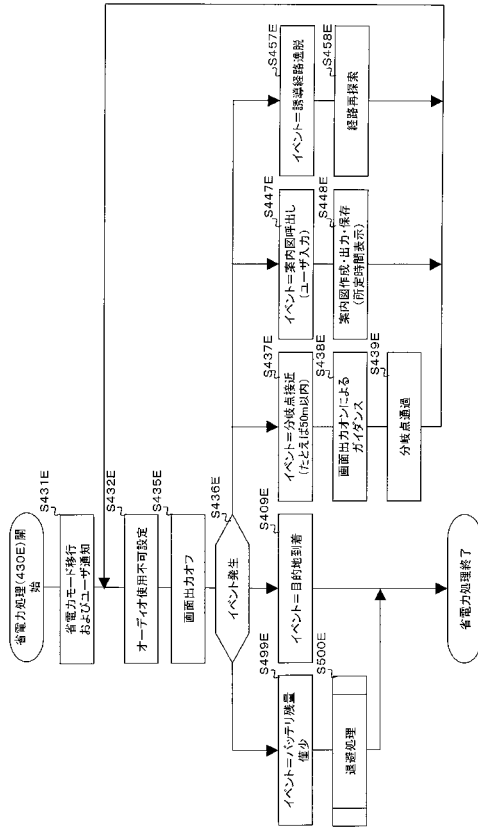 省電力処理(430E)開
始
S431E
省電力モード移行
およびユーザ通知
S432E
オーディオ使用不可設定
S435E
画面出力オフ
S436E
イベント発生
S499E
イベント=バッテリ残量
僅少
S500E
退避処理
S409E
イベント=目的地到着
S437E
イベント=分岐点接近
(たとえば50m以内)
S438E
画面出力オンによる
ガイダンス
S439E
分岐点通過
S447E
イベント=案内図呼出し
(ユーザ入力)
S448E
案内図作成・出力・保存
(所定時間表示)
S457E
イベント=誘導経路逸脱
S458E
経路再探索
省電力処理終了